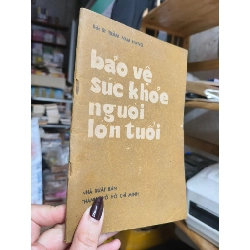 bảo vệ
sức khỏe
người
lớn tuổi
NHÀ XUẤT BẢN
THÀNH PHỐ HỒ CHÍ MINH